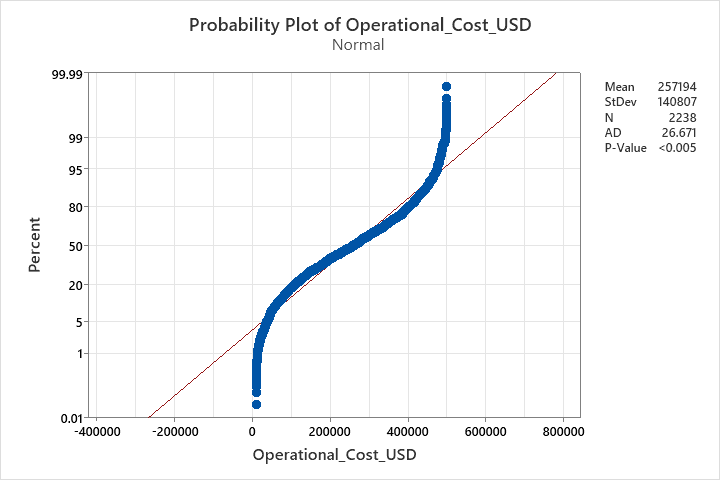 Probability Plot of Operational_Cost_USD
Normal
99.99
99
95
80
50
20
5
1
0.01
Percent
-400000 -200000 0 200000 400000 600000 800000
Operational_Cost_USD
Mean 257194
StDev 140807
N 2238
AD 26.671
P-Value <0.005